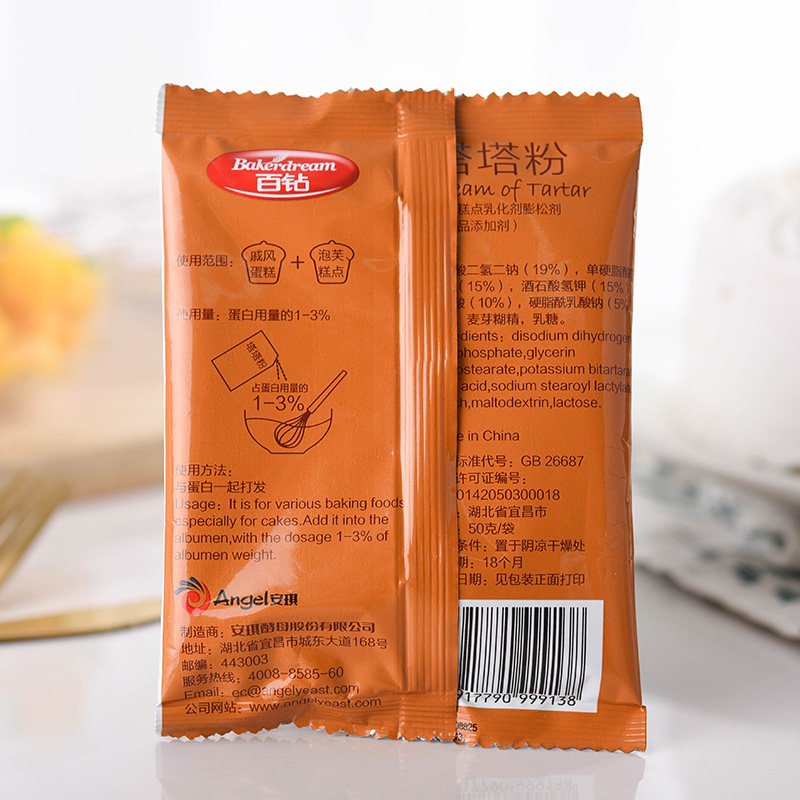 Bakerdream
百钻
使用范围: 戚风蛋糕 + 泡芙糕点
使用量: 蛋白用量的1-3%
塔塔粉
占蛋白用量的
1-3%
使用方法:
与蛋白一起打发
Usage: It is for various baking foods
especially for cakes.Add it into the
albumen,with the dosage 1-3% of
albumen weight.
Angel安琪
制造商: 安琪酵母股份有限公司
地址: 湖北省宜昌市城东大道168号
邮编: 443003
服务热线: 4008-8585-60
Email: ec@angelyeast.com
公司网站: www.angelyeast.com
塔塔粉
am of Tartar
糕点乳化剂膨松剂
品添加剂）
酸二氢二钠（19%）, 单硬脂酸
（15%）, 酒石酸氢钾（15%）
酸（10%）, 硬脂酰乳酸钠（5%
麦芽糊精, 乳糖。
edients: disodium dihydrogen
phosphate,glycerin
ostearate,potassium bitartara
acid,sodium stearoyl lactylat
h,maltodextrin,lactose.
e in China
标准代号: GB 26687
许可证编号:
0142050300018
湖北省宜昌市
50克/袋
条件: 置于阴凉干燥处
期: 18个月
日期: 见包装正面打印
917790 999138